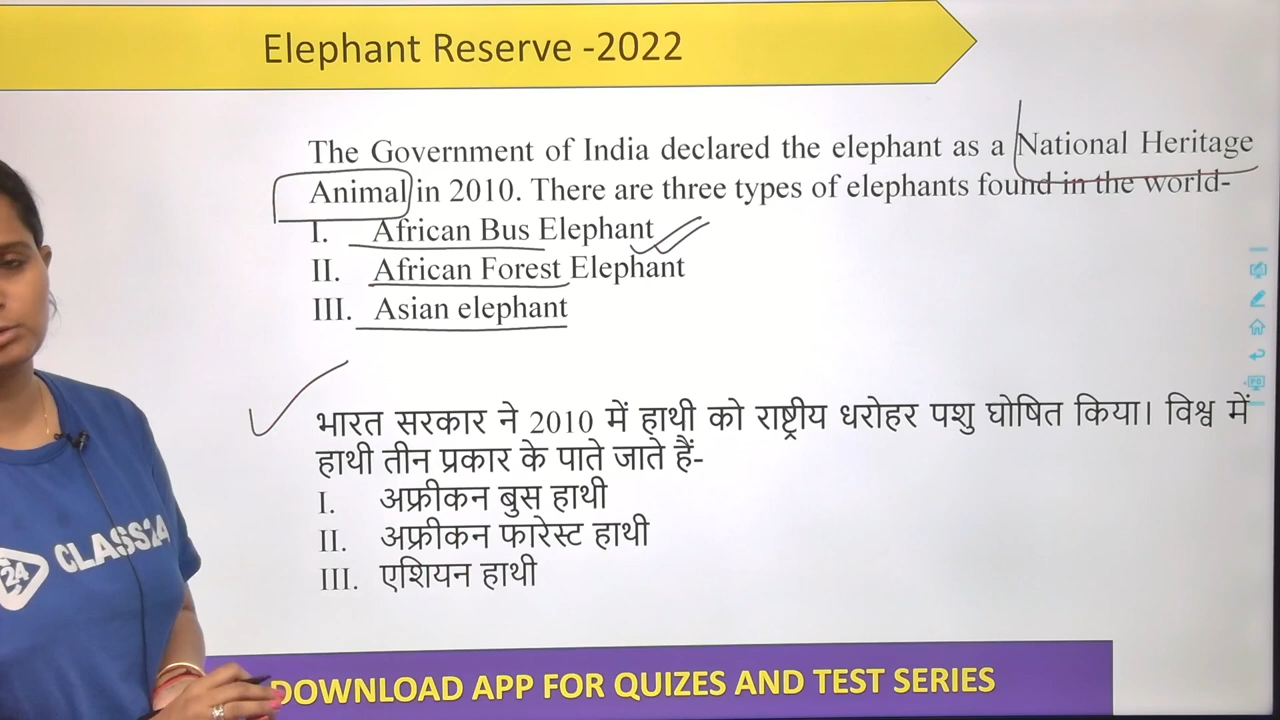 Elephant Reserve -2022
The Government of India declared the elephant as a National Heritage
Animal in 2010. There are three types of elephants found in the world-
I. African Bus Elephant
II. African Forest Elephant
III. Asian elephant
भारत सरकार ने 2010 में हाथी को राष्ट्रीय धरोहर पशु घोषित किया। विश्व में
हाथी तीन प्रकार के पाते जाते हैं-
I. अफ्रीकन बुस हाथी
II. अफ्रीकन फारेस्ट हाथी
III. एशियन हाथी
CLASS24
24
DOWNLOAD APP FOR QUIZES AND TEST SERIES